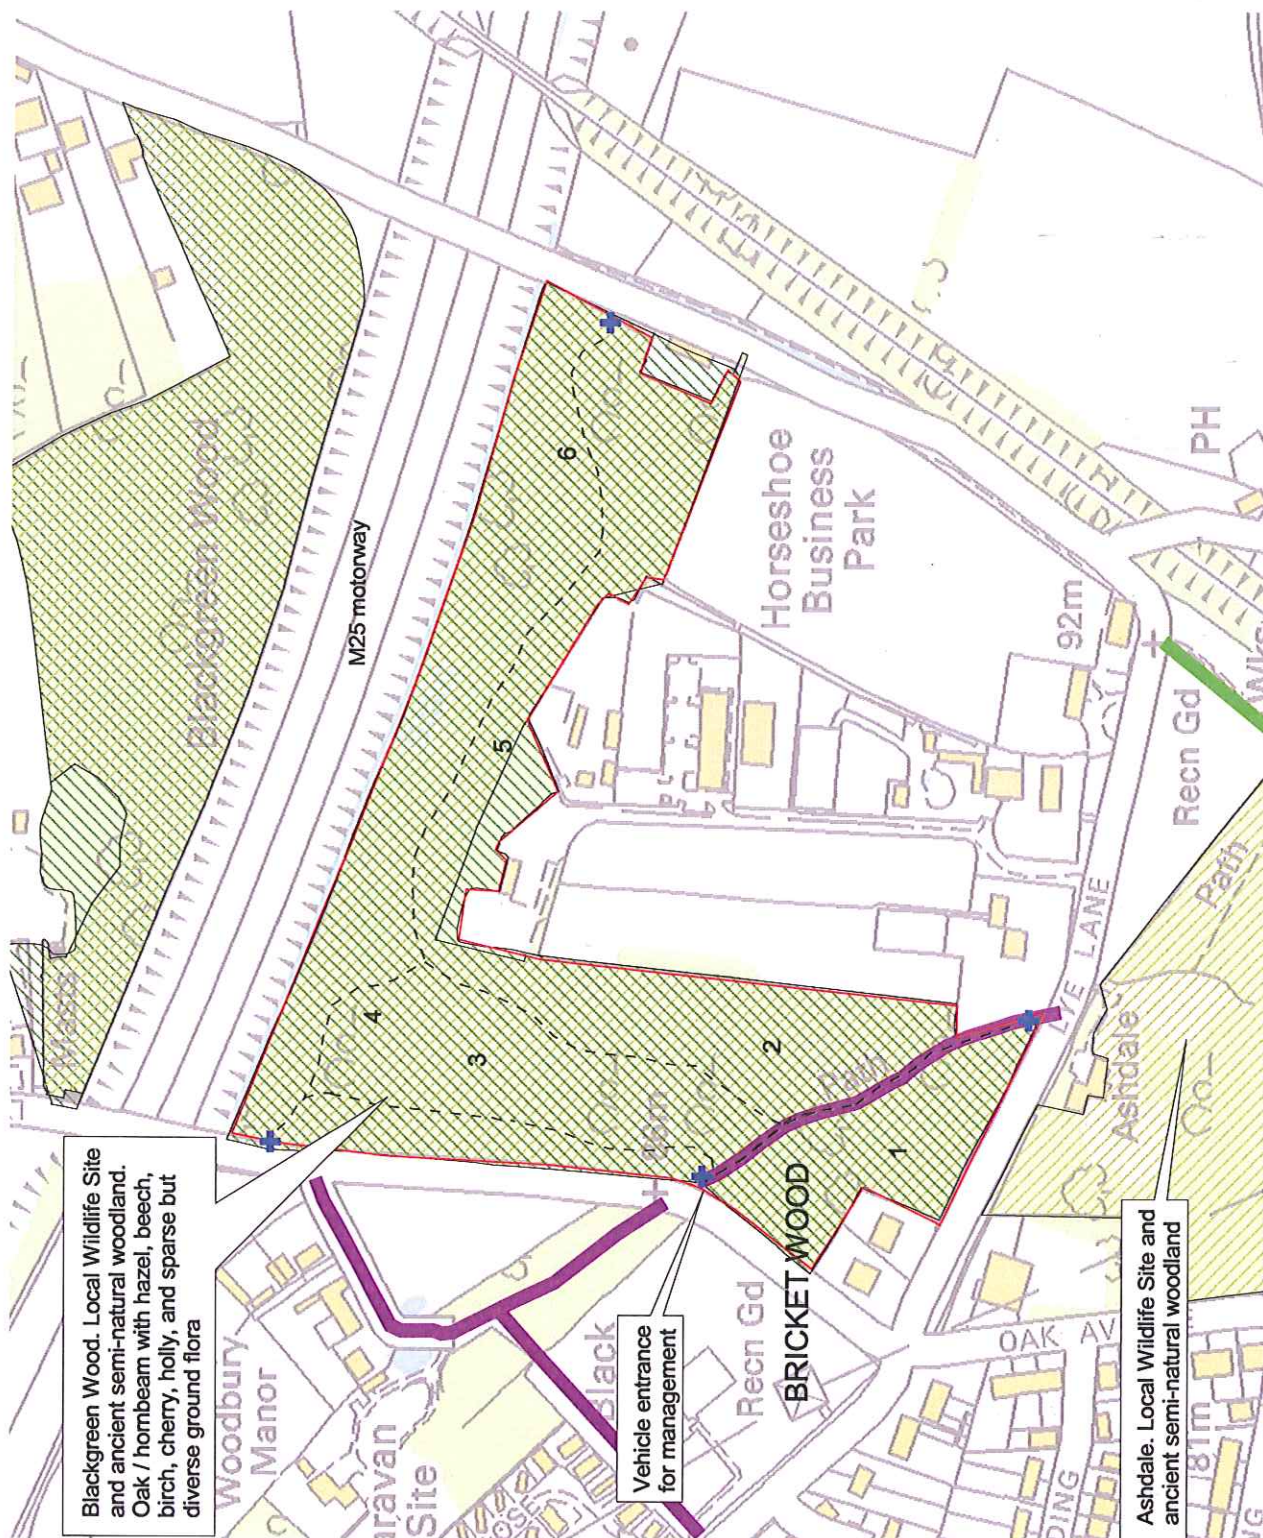 Blackgreen Wood. Local Wildlife Site
and ancient semi-natural woodland.
Oak / hornbeam with hazel, beech,
birch, cherry, holly, and sparse but
diverse ground flora
Blackgreen Wood
M25 motorway
Masts
Woodbury
Manor
Site
Vehicle entrance
for management
Black
Recn Gd
BRICKET WOOD
Path
1
2
3
4
5
6
Horseshoe
Business
Park
92m
PH
LYE LANE
Recn Gd
Path
Ashdale
OAK AV
81m
Ashdale. Local Wildlife Site and
ancient semi-natural woodland